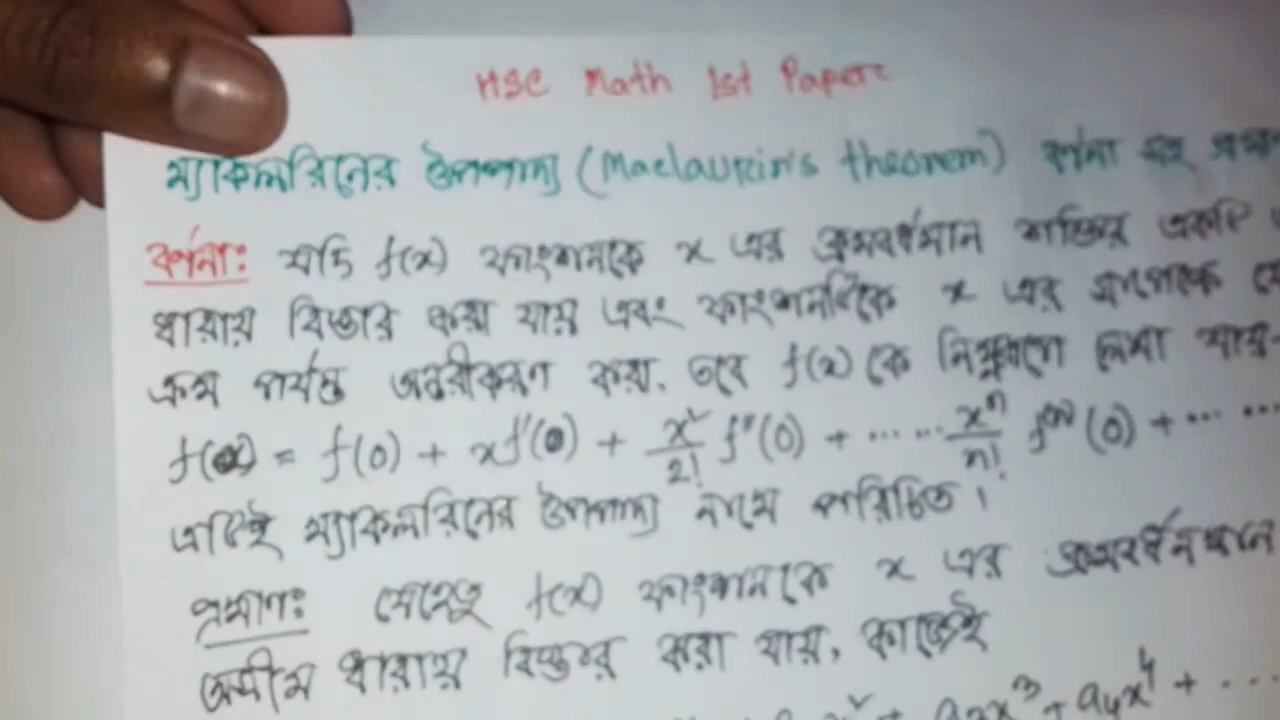 HSC Math 1st Paper
ম্যাকলরিনের উপপাদ্য (Maclaurin's theorem) বর্ণনা সহ
বর্ণনা: যদি f(x) ফাংশনকে x এর ক্রমবর্ধমান শক্তির একটি
ধারায় বিস্তার করা যায় এবং ফাংশনটিকে x এর সাপেক্ষে
ক্রম পর্যন্ত অন্তরীকরণ করা, তবে f(x) কে নিম্নরূপে লেখা যায়-
f(x) = f(0) + xf'(0) + x²/2! f''(0) + ...... xⁿ/n! f⁽ⁿ⁾(0) + ... ...
এটিই ম্যাকলরিনের উপপাদ্য নামে পরিচিত।
প্রমাণ: যেহেতু f(x) ফাংশনকে x এর ক্রমবর্ধমান
অসীম ধারায় বিস্তার করা যায়, কাজেই
+ a₄x⁴ + ...